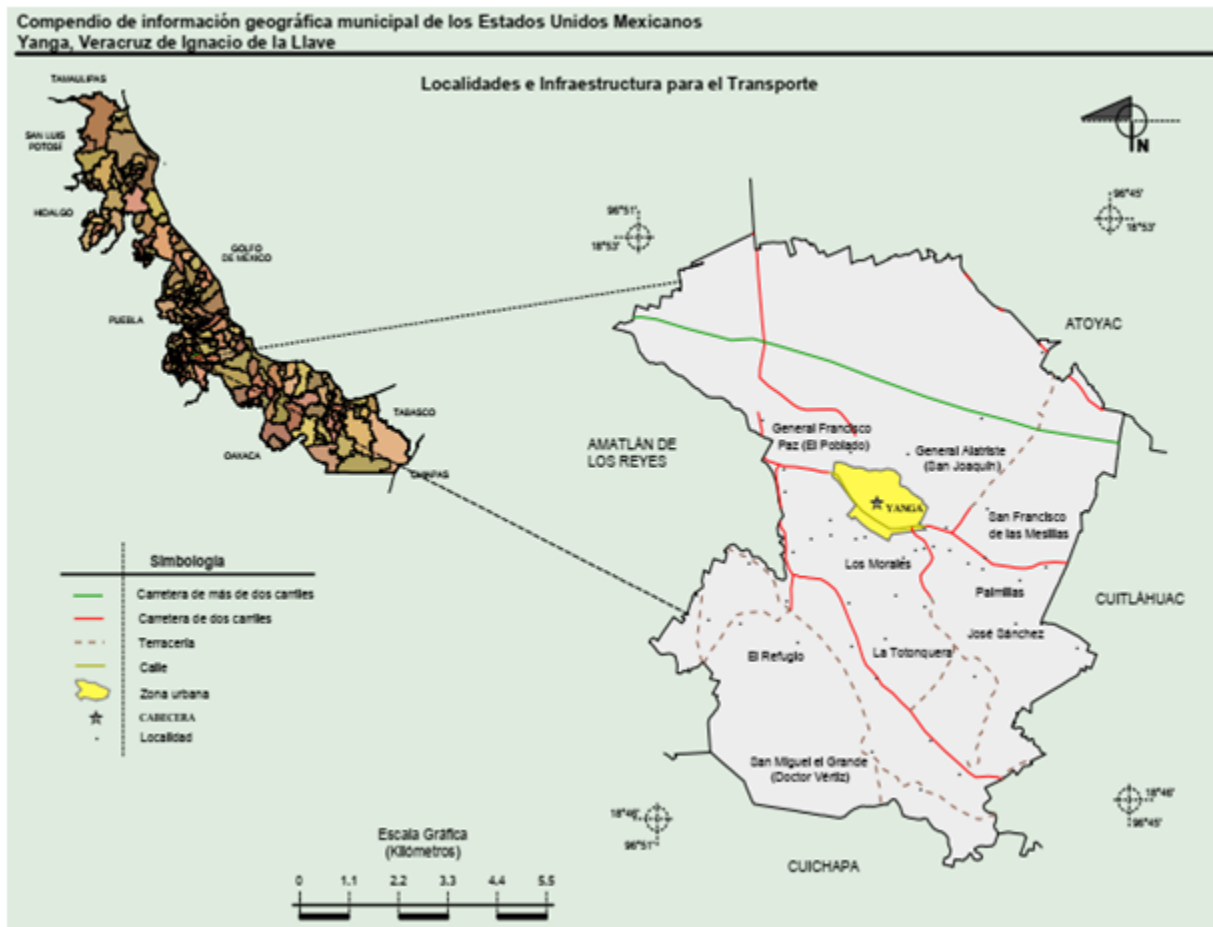 Compendio de información geográfica municipal de los Estados Unidos Mexicanos
Yanga, Veracruz de Ignacio de la Llave
Localidades e Infraestructura para el Transporte
TAMAULIPAS
SAN LUIS
POTOSÍ
HIDALGO
GOLFO
DE MÉXICO
PUEBLA
TABASCO
OAXACA
CHIAPAS
N
96°51'
18°53'
96°45'
18°53'
ATOYAC
AMATLÁN DE
LOS REYES
General Francisco
Paz (El Poblado)
General Alatriste
(San Joaquín)
YANGA
San Francisco
de las Mesillas
Los Morales
Palmillas
CUITLÁHUAC
José Sánchez
El Refugio
La Totonquera
San Miguel el Grande
(Doctor Vértiz)
18°46'
96°51'
18°46'
96°45'
CUICHAPA
Simbología
Carretera de más de dos carriles
Carretera de dos carriles
Terracería
Calle
Zona urbana
CABECERA
Localidad
Escala Gráfica
(Kilómetros)
0 1.1 2.2 3.3 4.4 5.5